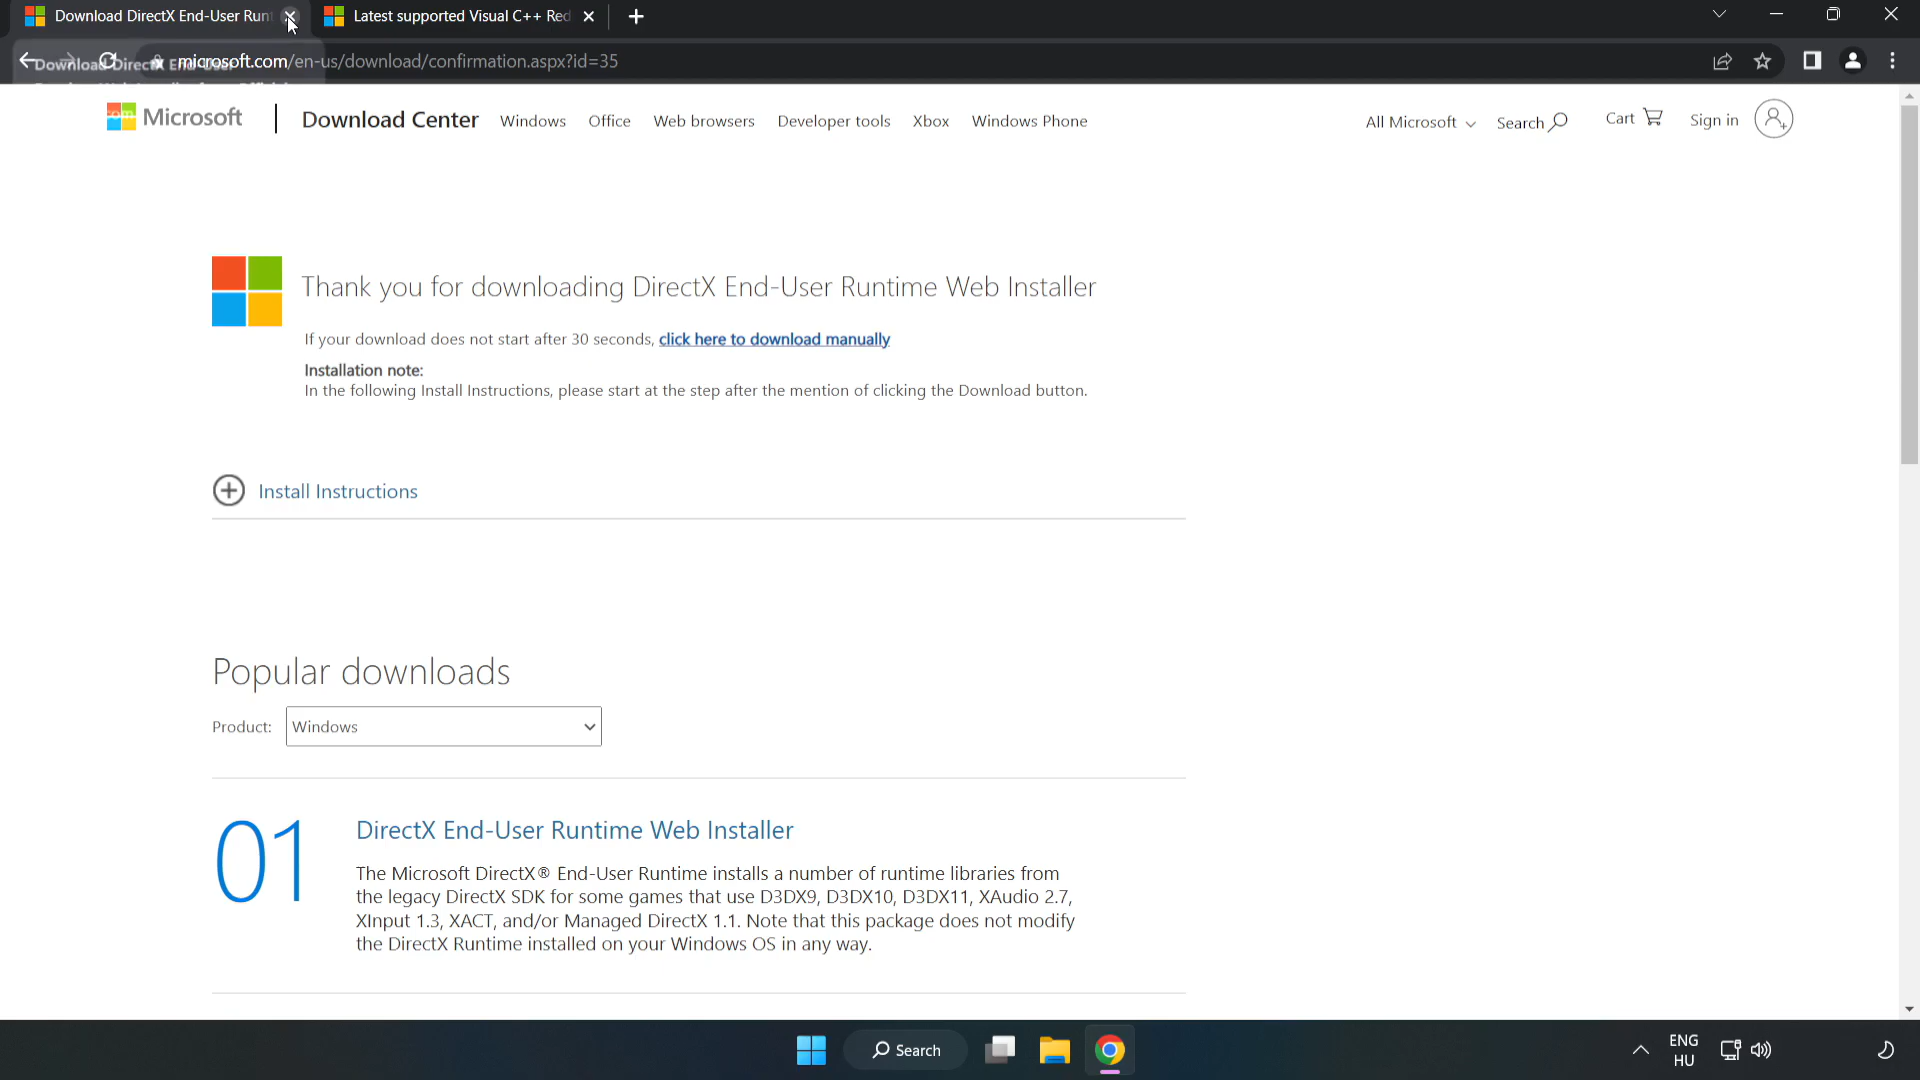 Download DirectX End-User Runt
Latest supported Visual C++ Red
microsoft.com/en-us/download/confirmation.aspx?id=35
Download DirectX End-User
Microsoft
Download Center
Windows
Office
Web browsers
Developer tools
Xbox
Windows Phone
All Microsoft
Search
Cart
Sign in
Thank you for downloading DirectX End-User Runtime Web Installer
If your download does not start after 30 seconds, click here to download manually
Installation note:
In the following Install Instructions, please start at the step after the mention of clicking the Download button.
Install Instructions
Popular downloads
Product: Windows
01
DirectX End-User Runtime Web Installer
The Microsoft DirectX® End-User Runtime installs a number of runtime libraries from
the legacy DirectX SDK for some games that use D3DX9, D3DX10, D3DX11, XAudio 2.7,
XInput 1.3, XACT, and/or Managed DirectX 1.1. Note that this package does not modify
the DirectX Runtime installed on your Windows OS in any way.
Search
ENG
HU